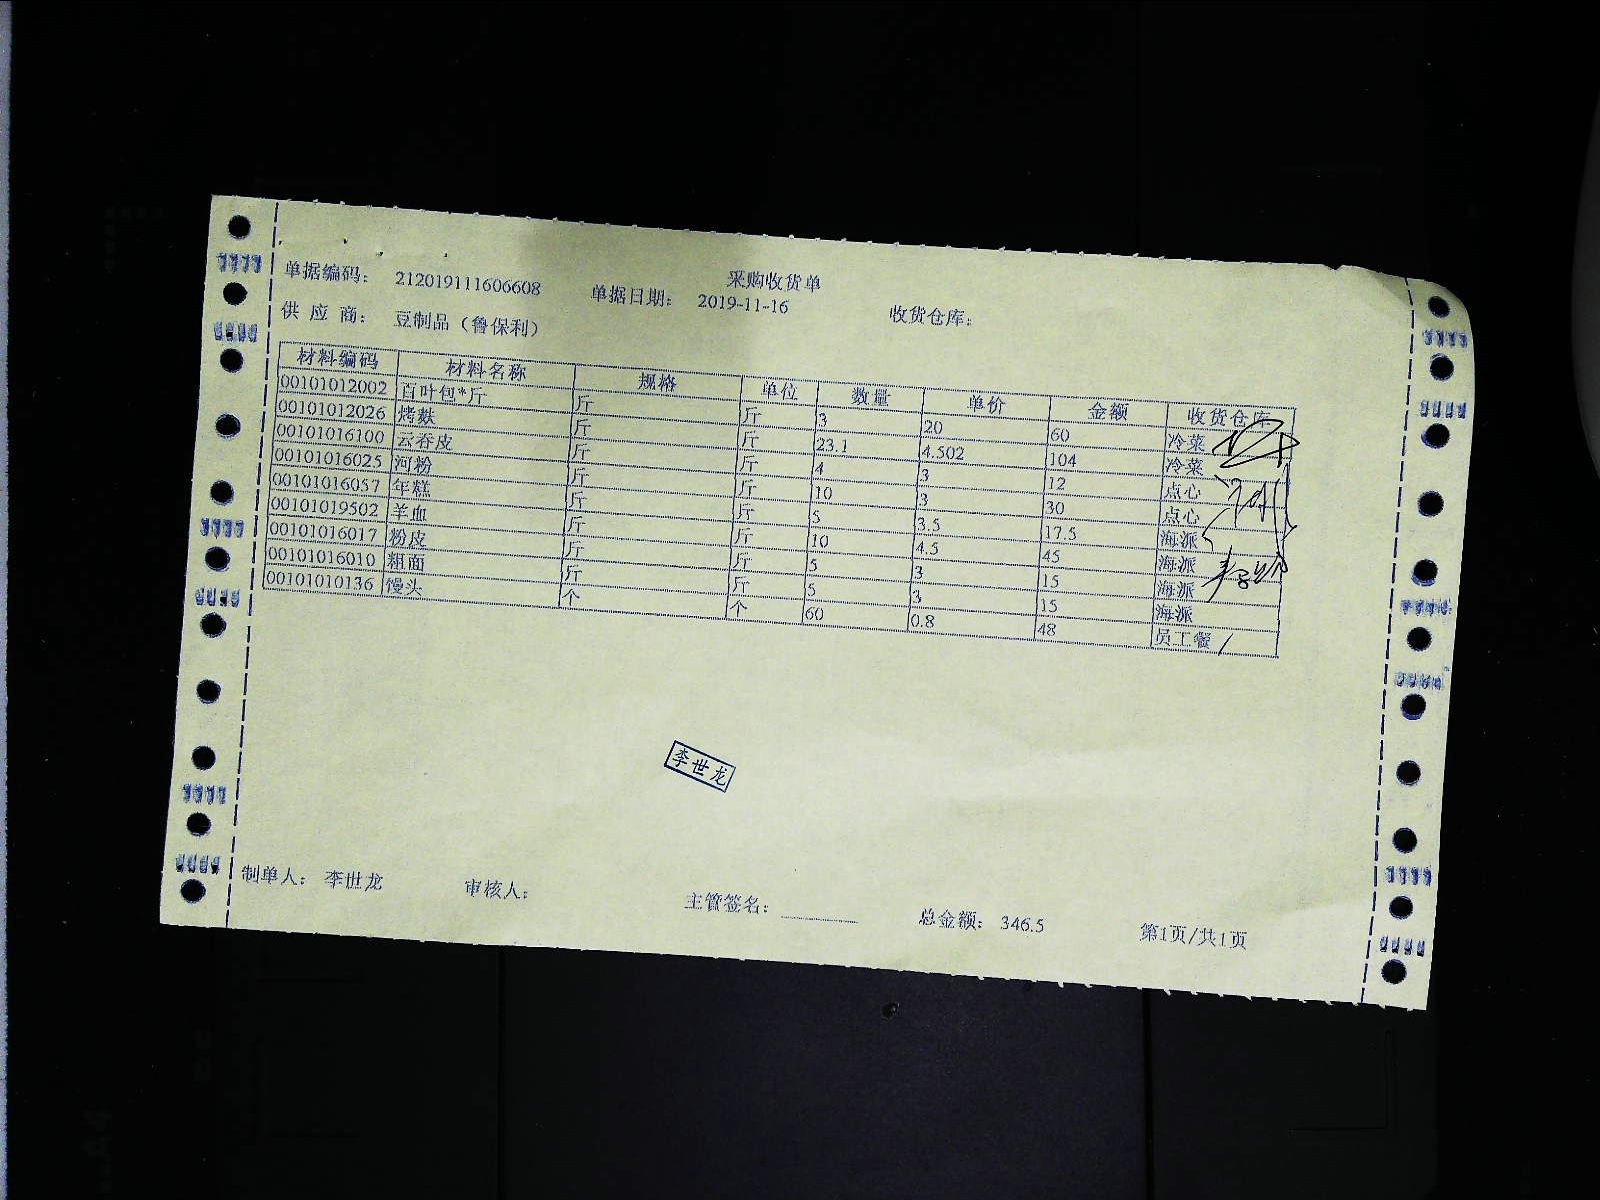 采购收货单
单据编码： 212019111606608 单据日期： 2019-11-16 收货仓库：
供 应 商： 豆制品（鲁保利）
材料编码 材料名称 规格 单位 数量 单价 金额 收货仓库
00101012002 百叶包*斤 斤 斤 3 20 60 冷菜
00101012026 烤麸 斤 斤 23.1 4.502 104 冷菜
00101016100 云吞皮 斤 斤 4 3 12 点心
00101016025 河粉 斤 斤 10 3 30 点心
00101016057 年糕 斤 斤 5 3.5 17.5 海派
00101019502 羊血 斤 斤 10 4.5 45 海派
00101016017 粉皮 斤 斤 5 3 15 海派
00101016010 粗面 斤 斤 5 3 15 海派
00101010136 馒头 个 个 60 0.8 48 员工餐
李世龙
制单人： 李世龙 审核人： 主管签名： 总金额： 346.5 第1页/共1页